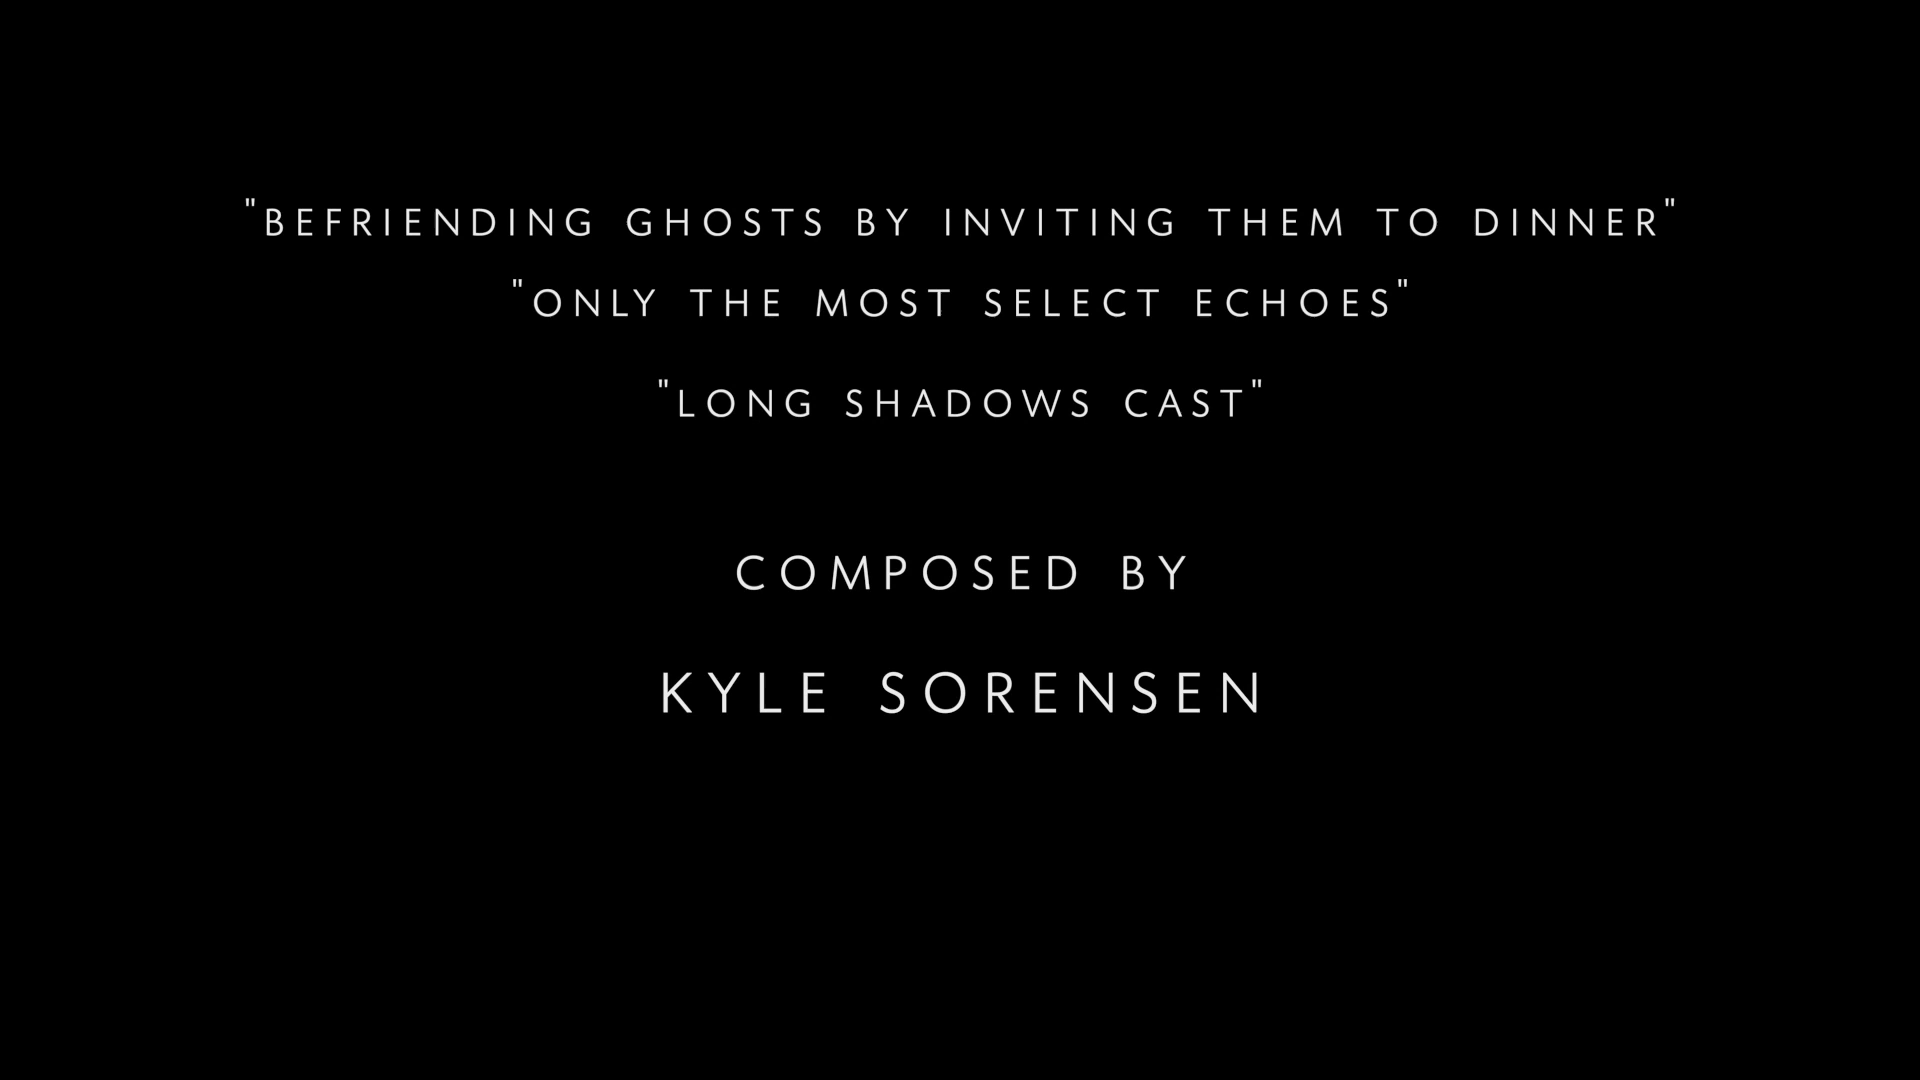 "BEFRIENDING GHOSTS BY INVITING THEM TO DINNER"
"ONLY THE MOST SELECT ECHOES"
"LONG SHADOWS CAST"
COMPOSED BY
KYLE SORENSEN